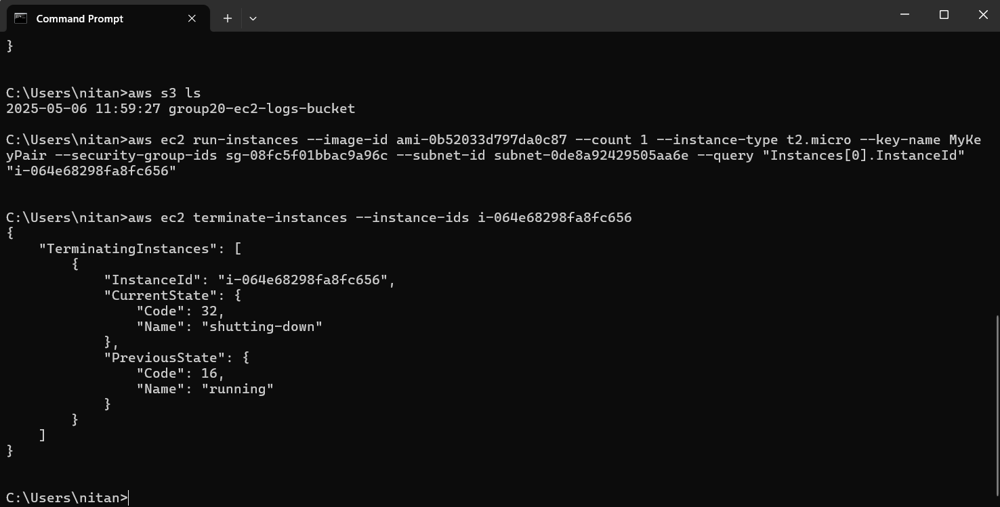 Command Prompt
}
C:\Users\nitan>aws s3 ls
2025-05-06 11:59:27 group20-ec2-logs-bucket
C:\Users\nitan>aws ec2 run-instances --image-id ami-0b52033d797da0c87 --count 1 --instance-type t2.micro --key-name MyKe
yPair --security-group-ids sg-08fc5f01bbac9a96c --subnet-id subnet-0de8a92429505aa6e --query "Instances[0].InstanceId"
"i-064e68298fa8fc656"
C:\Users\nitan>aws ec2 terminate-instances --instance-ids i-064e68298fa8fc656
{
    "TerminatingInstances": [
        {
            "InstanceId": "i-064e68298fa8fc656",
            "CurrentState": {
                "Code": 32,
                "Name": "shutting-down"
            },
            "PreviousState": {
                "Code": 16,
                "Name": "running"
            }
        }
    ]
}
C:\Users\nitan>